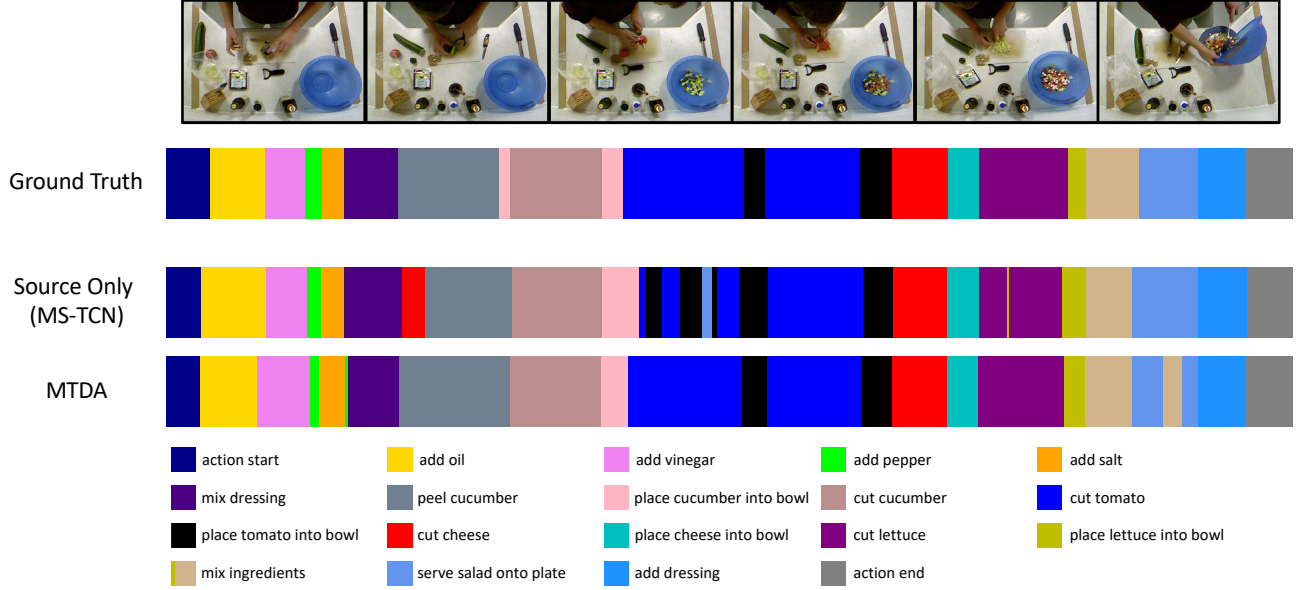 Ground Truth
Source Only
(MS-TCN)
MTDA
action start
add oil
add vinegar
add pepper
add salt
mix dressing
peel cucumber
place cucumber into bowl
cut cucumber
cut tomato
place tomato into bowl
cut cheese
place cheese into bowl
cut lettuce
place lettuce into bowl
mix ingredients
serve salad onto plate
add dressing
action end